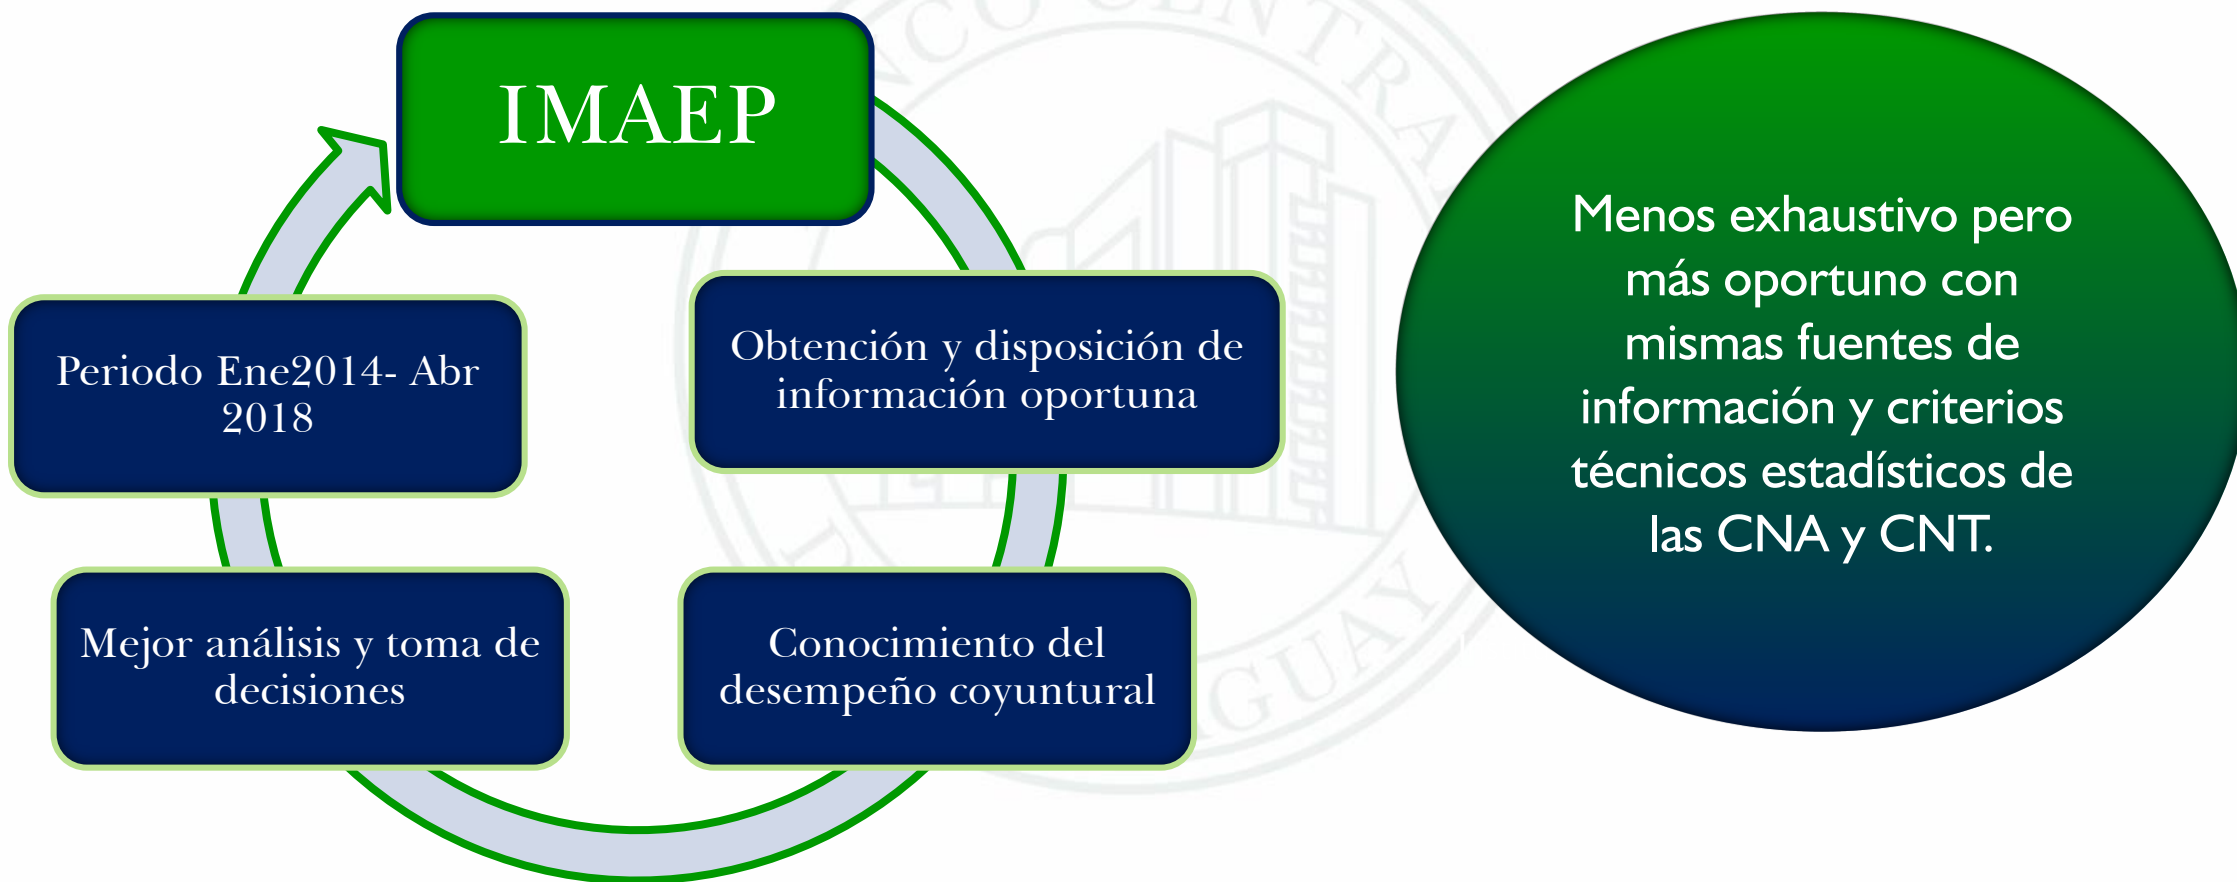 IMAEP
Obtención y disposición de
información oportuna
Conocimiento del
desempeño coyuntural
Mejor análisis y toma de
decisiones
Periodo Ene2014- Abr
2018
Menos exhaustivo pero
más oportuno con
mismas fuentes de
información y criterios
técnicos estadísticos de
las CNA y CNT.